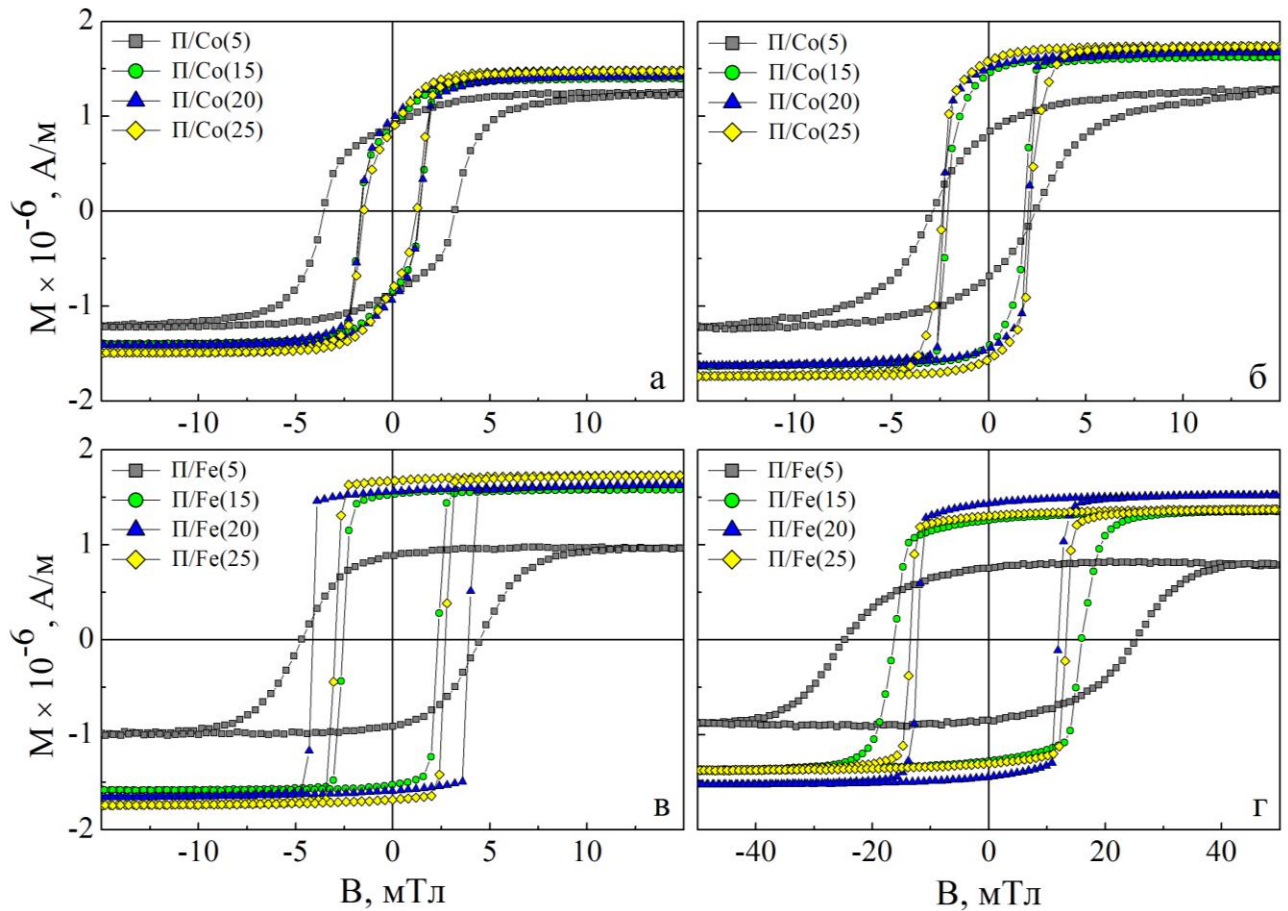 2
1
0
-1
-2
M × 10⁻⁶ , А/м
П/Co(5)
П/Co(15)
П/Co(20)
П/Co(25)
а
-10 -5 0 5 10
П/Co(5)
П/Co(15)
П/Co(20)
П/Co(25)
б
-10 -5 0 5 10
2
1
0
-1
-2
M × 10⁻⁶ , А/м
П/Fe(5)
П/Fe(15)
П/Fe(20)
П/Fe(25)
в
-10 -5 0 5 10
В, мТл
П/Fe(5)
П/Fe(15)
П/Fe(20)
П/Fe(25)
г
-40 -20 0 20 40
В, мТл